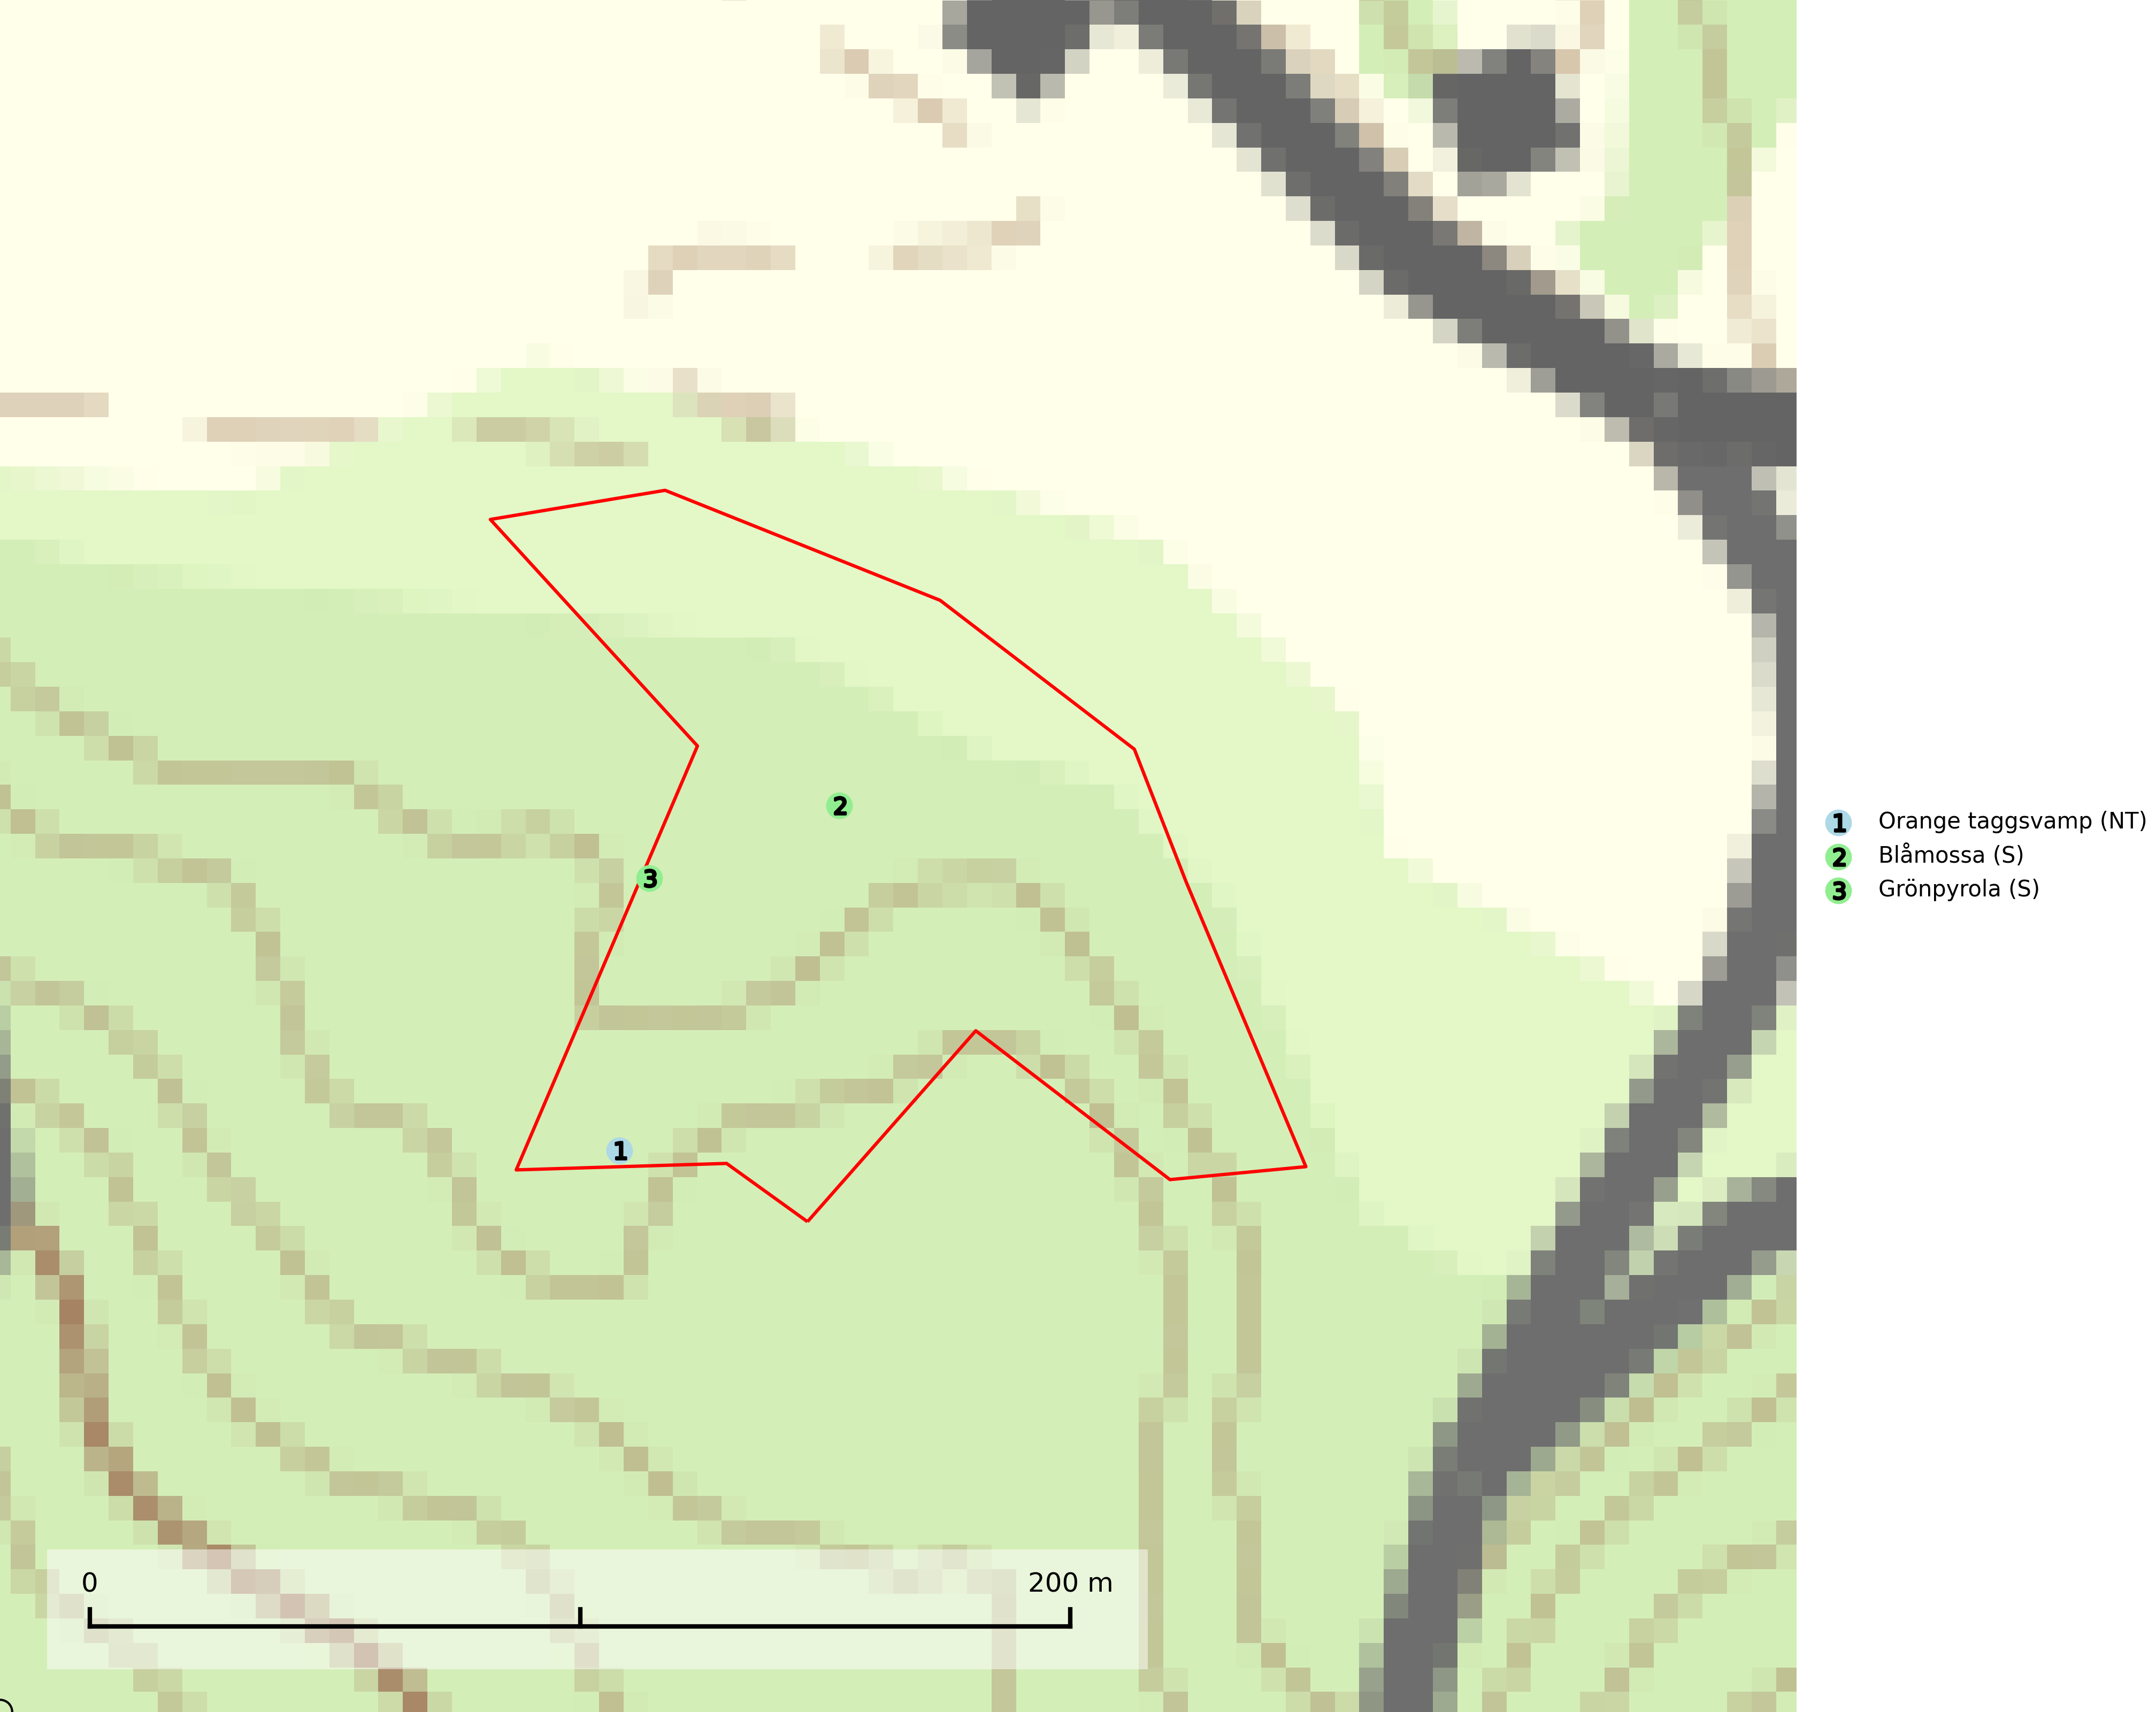 2
3
1
1 Orange taggsvamp (NT)
2 Blåmossa (S)
3 Grönpyrola (S)
0 200 m